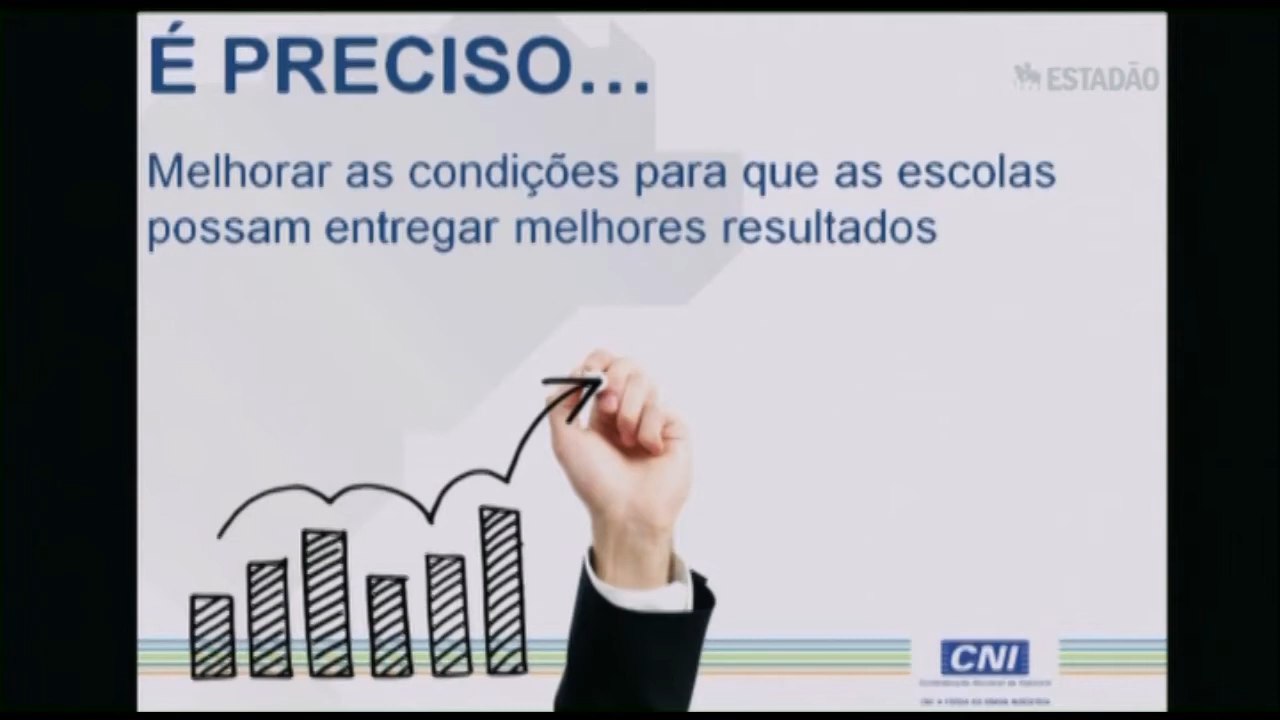 É PRECISO...
ESTADÃO
Melhorar as condições para que as escolas
possam entregar melhores resultados
CNI